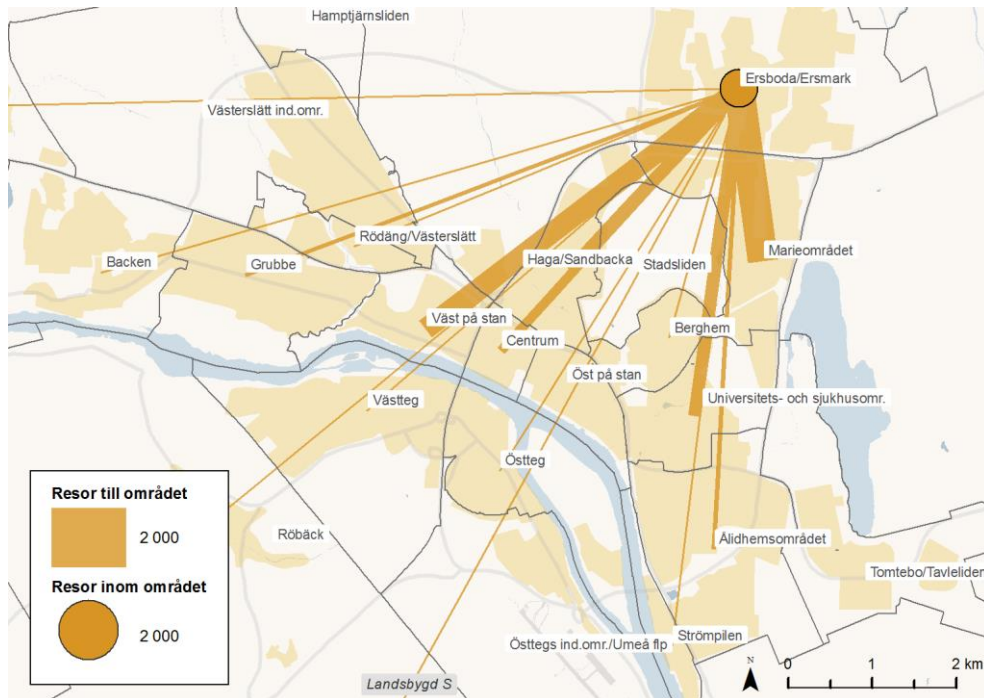 Hamptjärnsliden
Ersboda/Ersmark
Västerslätt ind.omr.
Rödäng/Västerslätt
Backen
Grubbe
Haga/Sandbacka
Stadsliden
Marieområdet
Väst på stan
Centrum
Berghem
Öst på stan
Västteg
Universitets- och sjukhusomr.
Östteg
Röbäck
Ålidhemsområdet
Tomtebo/Tavleliden
Östtegs ind.omr./Umeå flp
Strömpilen
Landsbygd S
Resor till området
2 000
Resor inom området
2 000
N
0 1 2 km